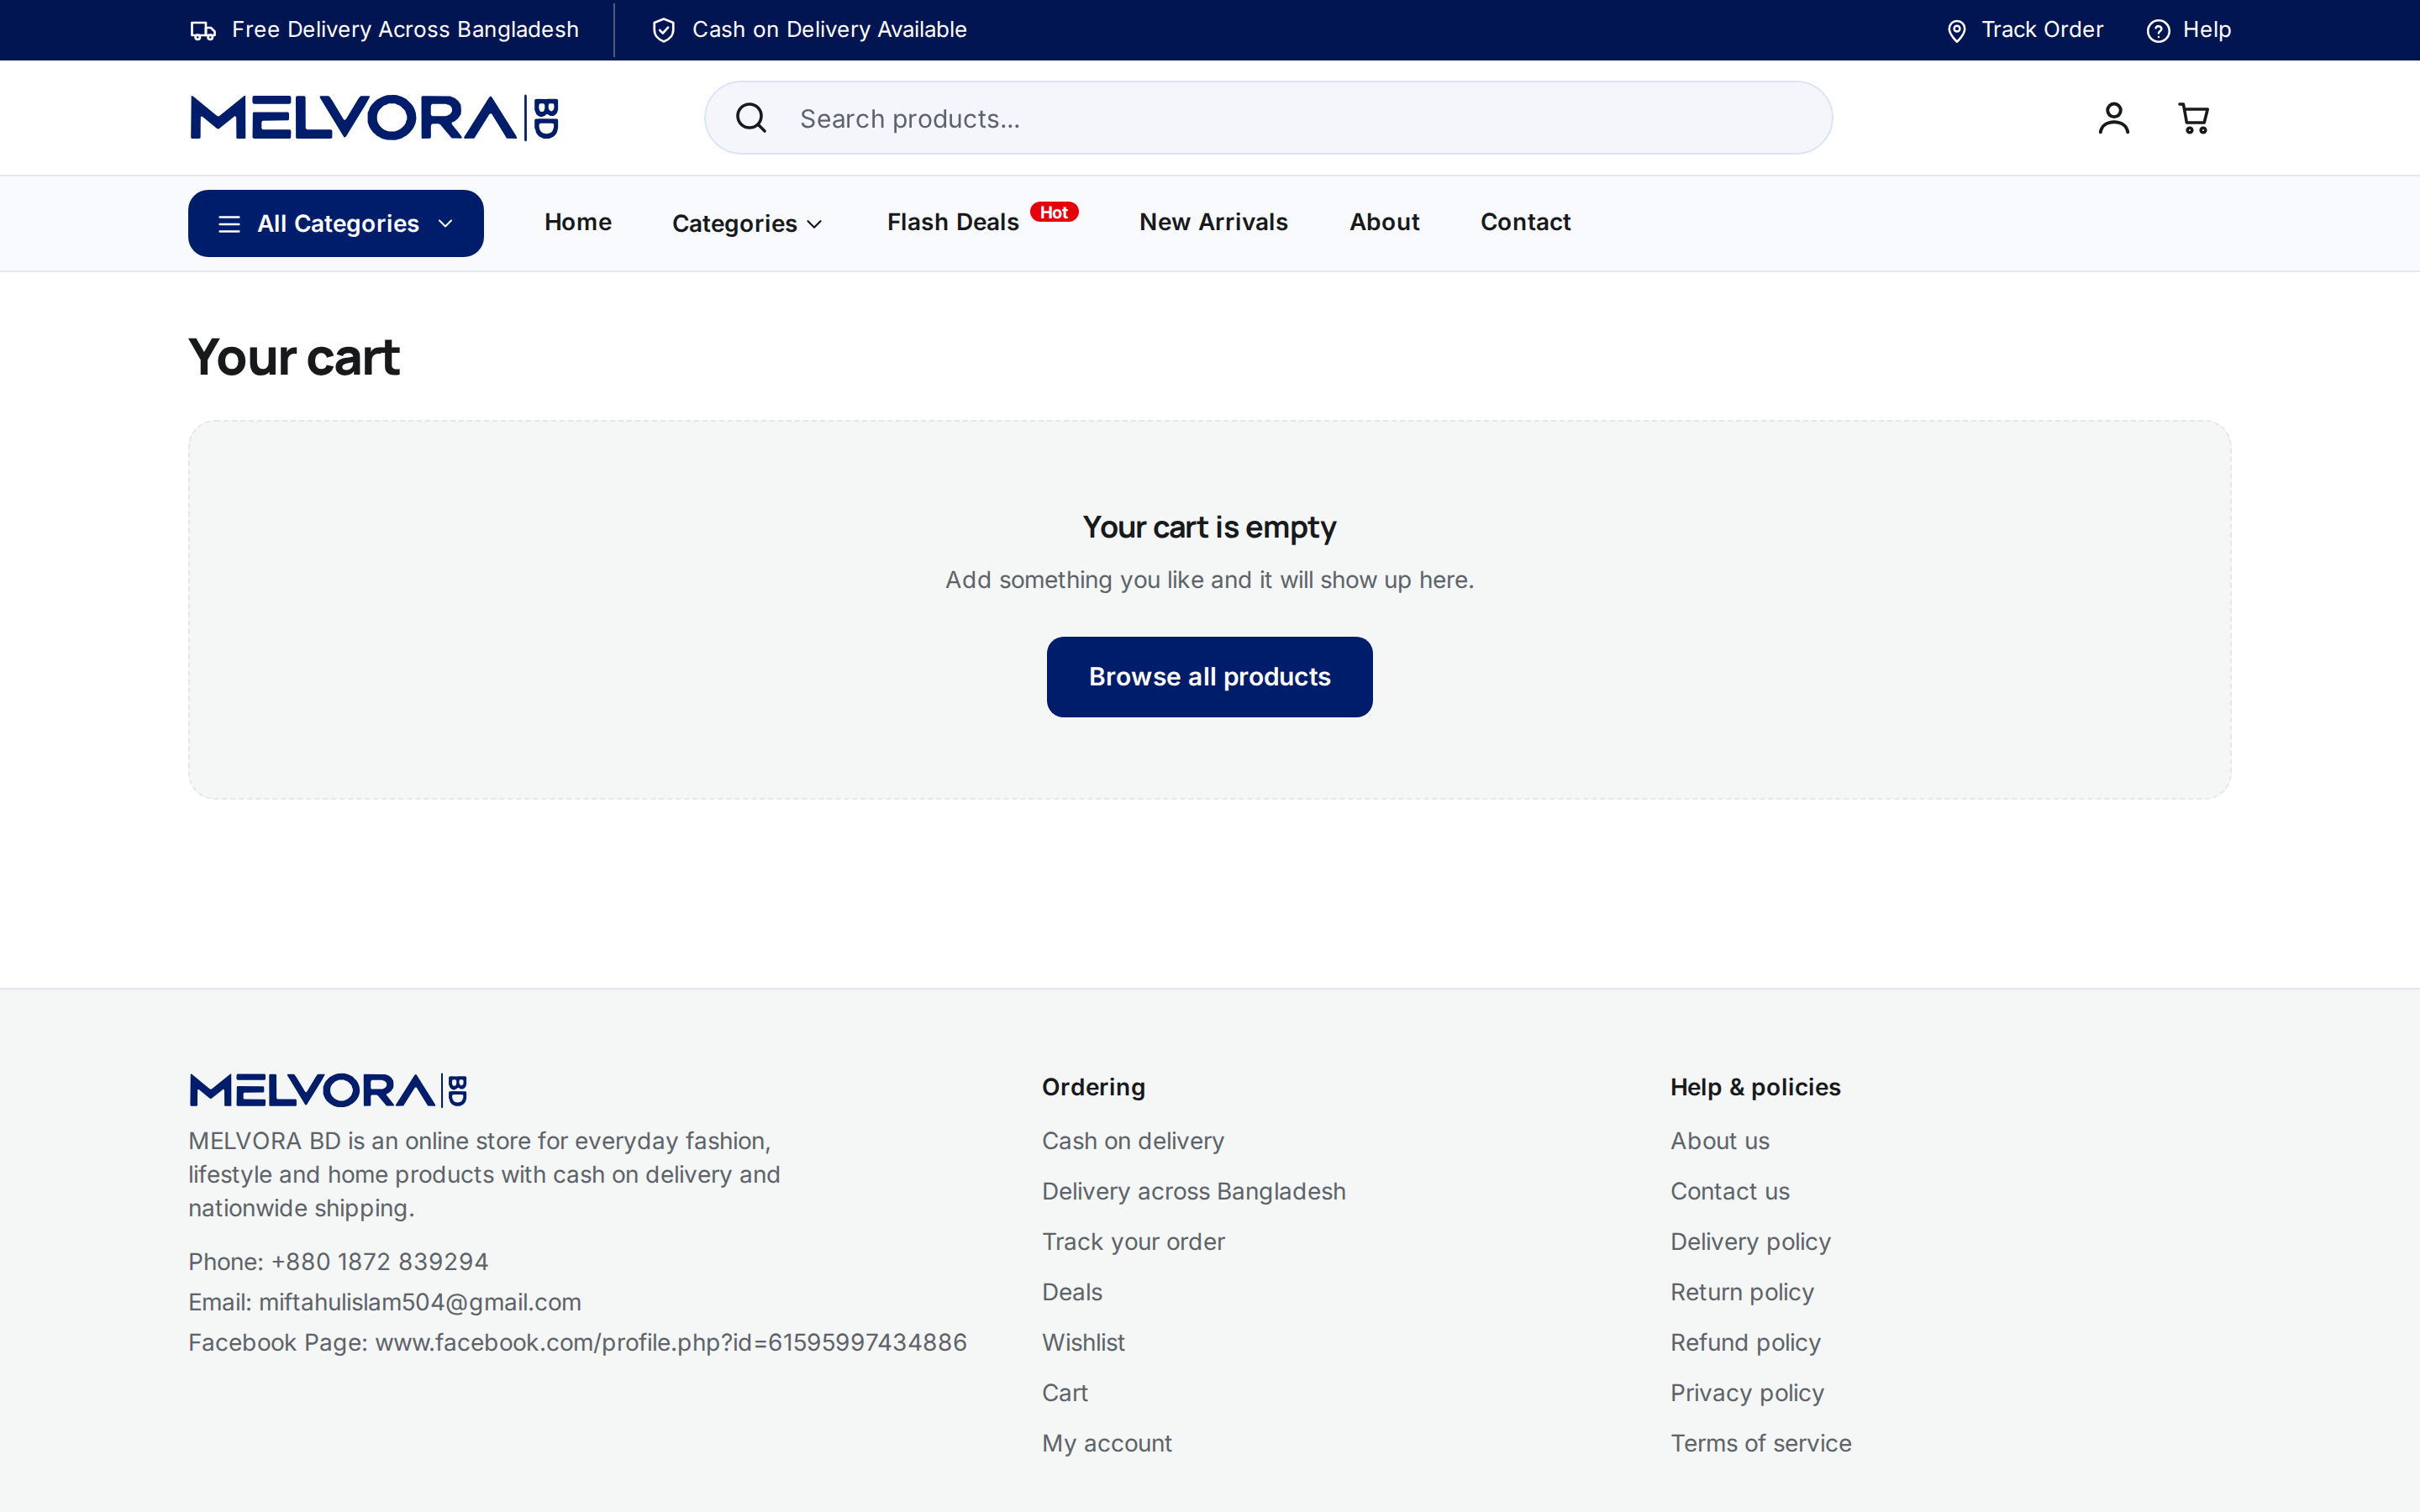 Free Delivery Across Bangladesh
Cash on Delivery Available
Track Order
Help
MELVORA BD
Search products...
All Categories
Home
Categories
Flash Deals Hot
New Arrivals
About
Contact
Your cart
Your cart is empty
Add something you like and it will show up here.
Browse all products
MELVORA BD
MELVORA BD is an online store for everyday fashion,
lifestyle and home products with cash on delivery and
nationwide shipping.
Phone: +880 1872 839294
Email: miftahulislam504@gmail.com
Facebook Page: www.facebook.com/profile.php?id=61595997434886
Ordering
Cash on delivery
Delivery across Bangladesh
Track your order
Deals
Wishlist
Cart
My account
Help & policies
About us
Contact us
Delivery policy
Return policy
Refund policy
Privacy policy
Terms of service